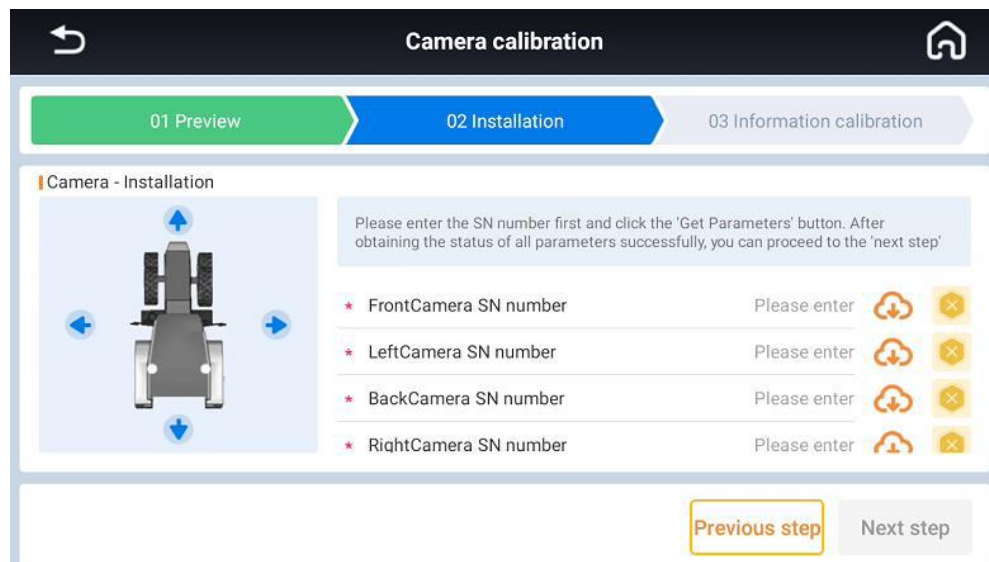 Camera calibration
01 Preview
02 Installation
03 Information calibration
Camera - Installation
Please enter the SN number first and click the 'Get Parameters' button. After
obtaining the status of all parameters successfully, you can proceed to the 'next step'
* FrontCamera SN number Please enter
* LeftCamera SN number Please enter
* BackCamera SN number Please enter
* RightCamera SN number Please enter
Previous step
Next step